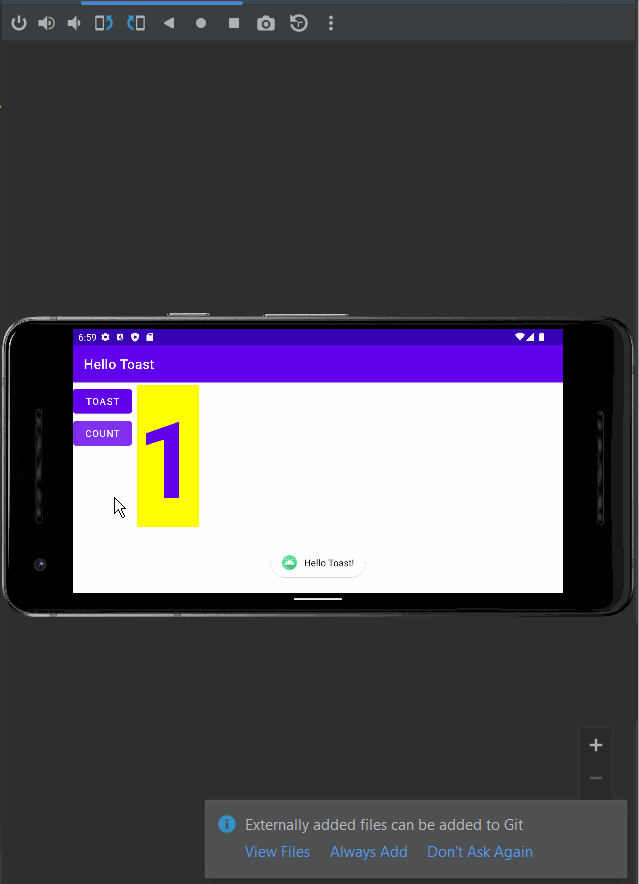 6:59
Hello Toast
TOAST
COUNT
1
Hello Toast!
Externally added files can be added to Git
View Files Always Add Don't Ask Again